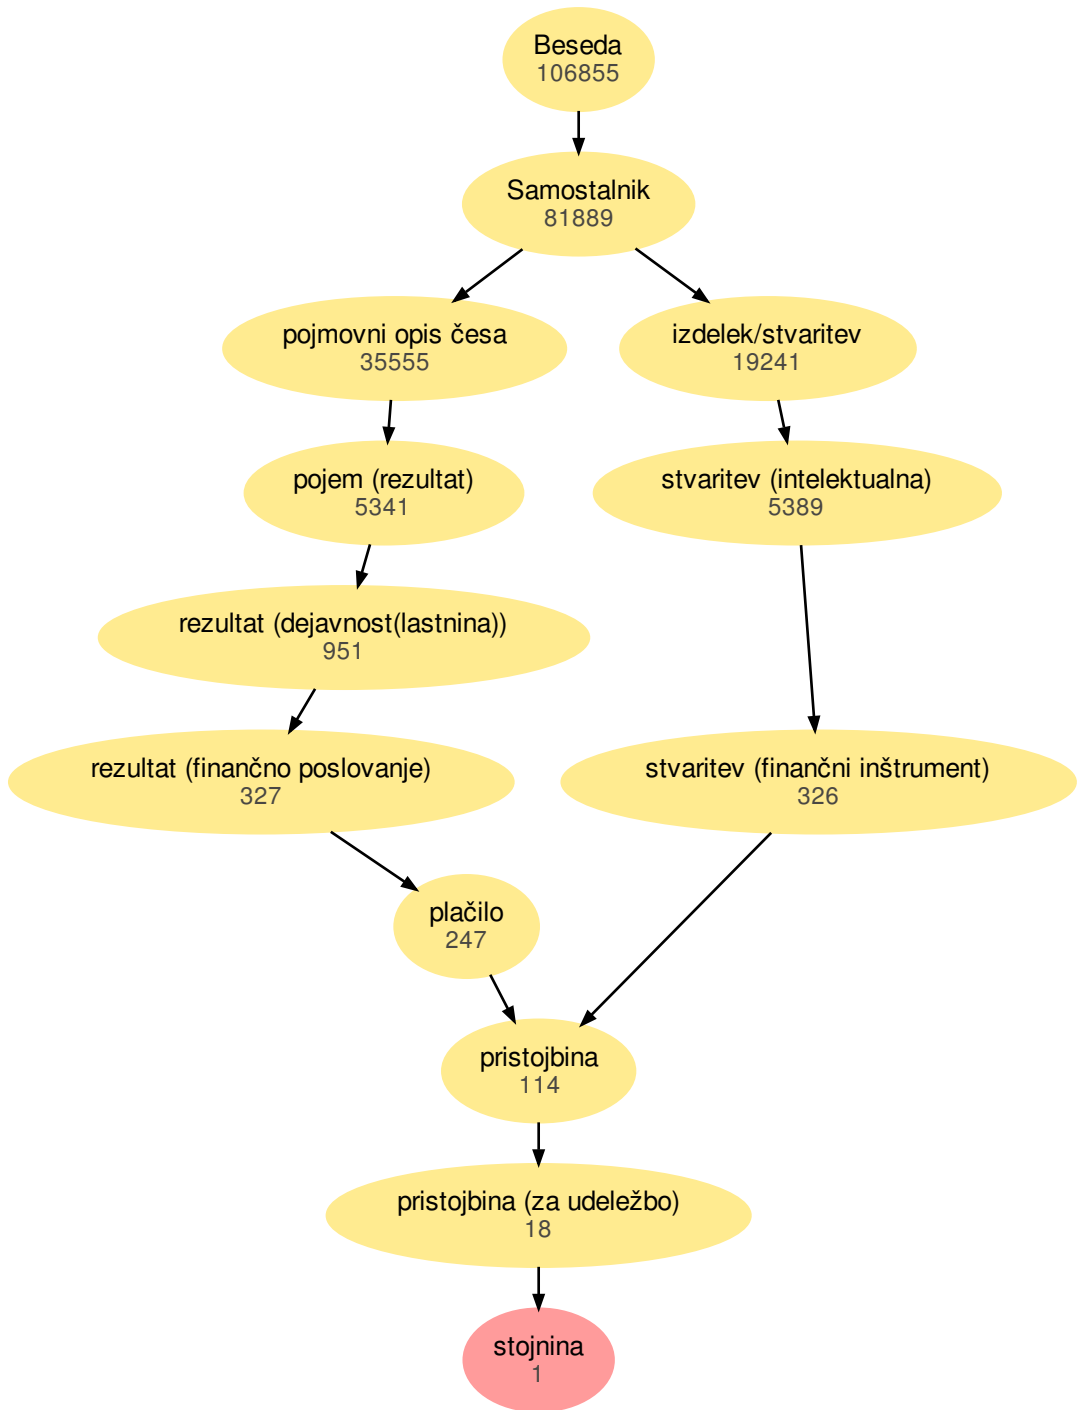 Beseda
106855
Samostalnik
81889
pojmovni opis česa
35555
izdelek/stvaritev
19241
pojem (rezultat)
5341
stvaritev (intelektualna)
5389
rezultat (dejavnost(lastnina))
951
rezultat (finančno poslovanje)
327
stvaritev (finančni inštrument)
326
plačilo
247
pristojbina
114
pristojbina (za udeležbo)
18
stojnina
1